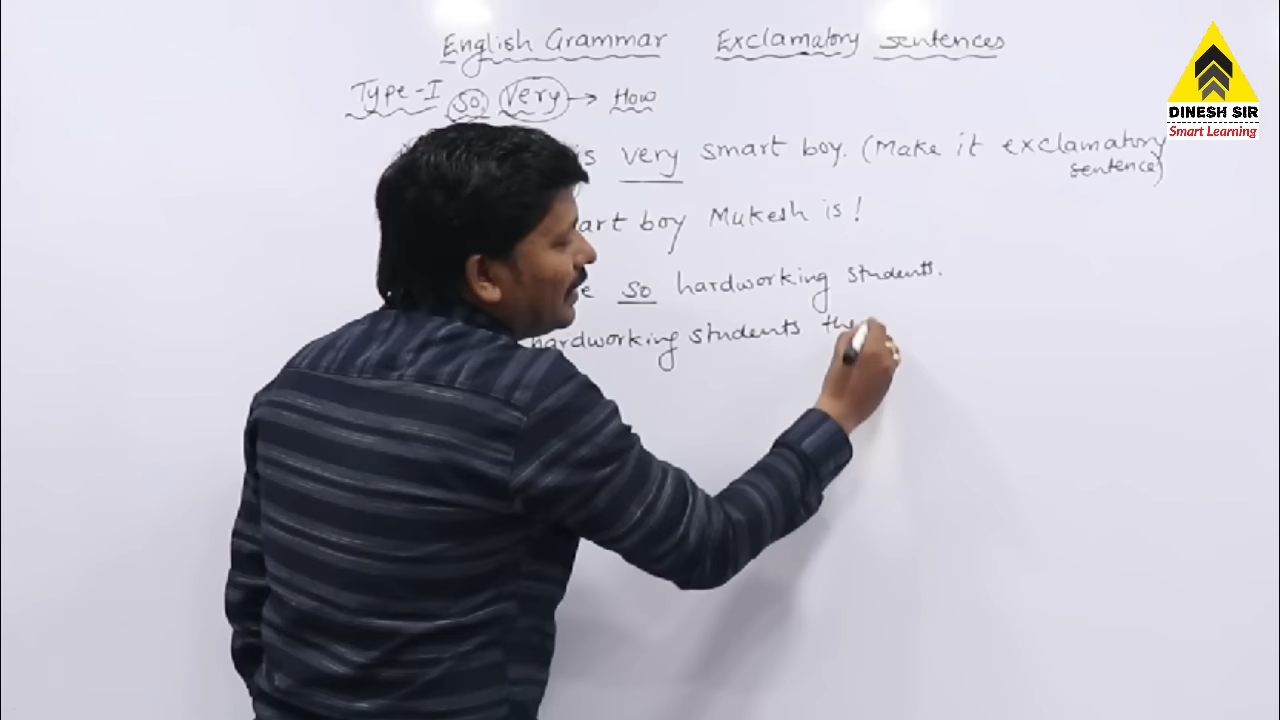 English Grammar Exclamatory sentences
Type-I so very → How
is very smart boy. (Make it exclamatory
sentence)
art boy Mukesh is!
so hardworking students.
hardworking students the
DINESH SIR
Smart Learning